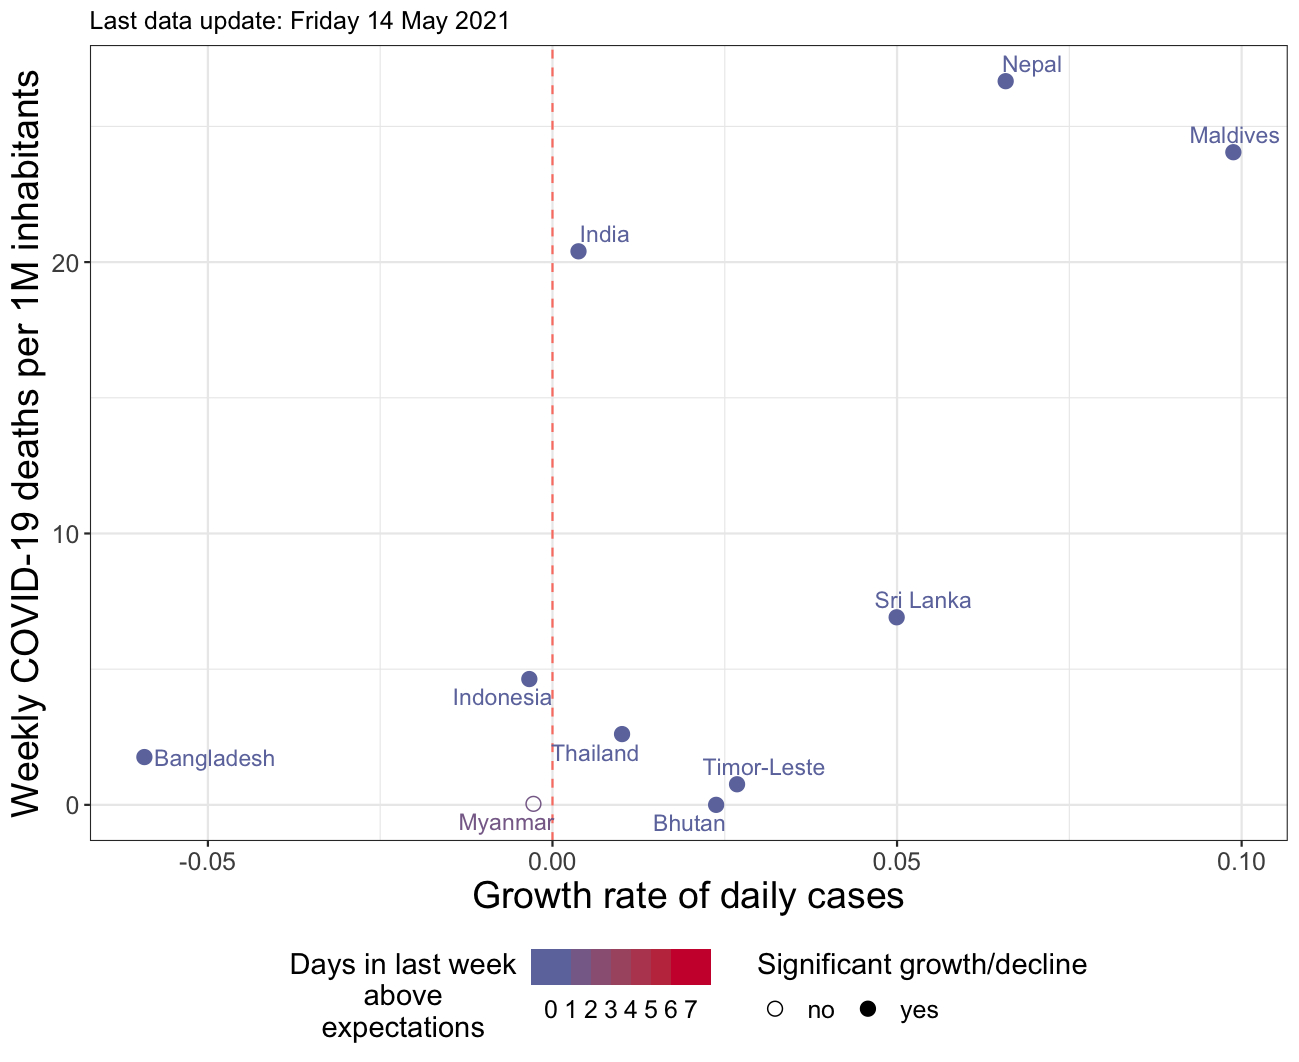 Last data update: Friday 14 May 2021
Weekly COVID-19 deaths per 1M inhabitants
Nepal
Maldives
India
20
10
Sri Lanka
Indonesia
Thailand
Bangladesh
Timor-Leste
0
Myanmar
Bhutan
-0.05 0.00 0.05 0.10
Growth rate of daily cases
Days in last week
above
expectations
0 1 2 3 4 5 6 7
Significant growth/decline
no yes